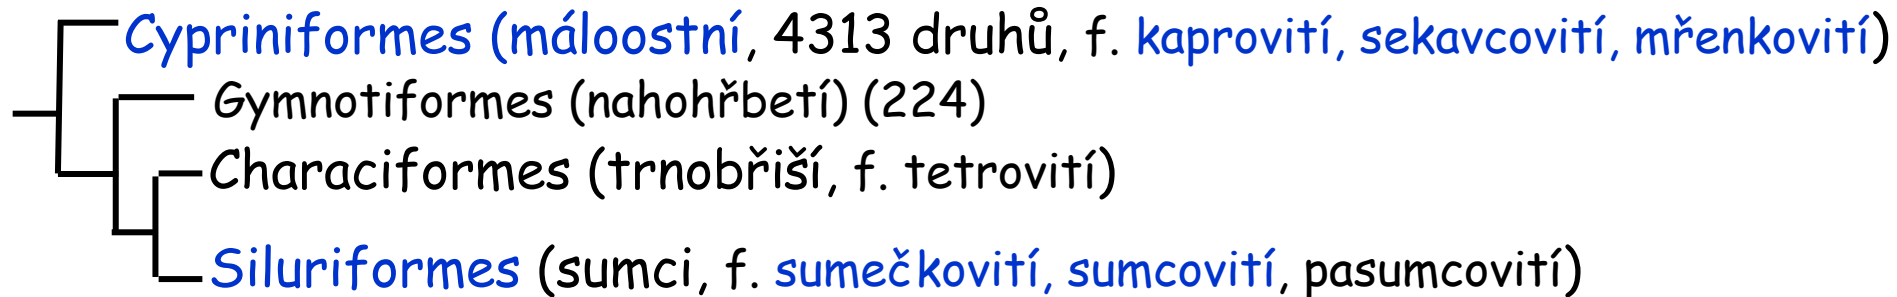 Cypriniformes (máloostní, 4313 druhů, f. kaprovití, sekavcovití, mřenkovití)
Gymnotiformes (nahohřbetí) (224)
Characiformes (trnobřiší, f. tetrovití)
Siluriformes (sumci, f. sumečkovití, sumcovití, pasumcovití)